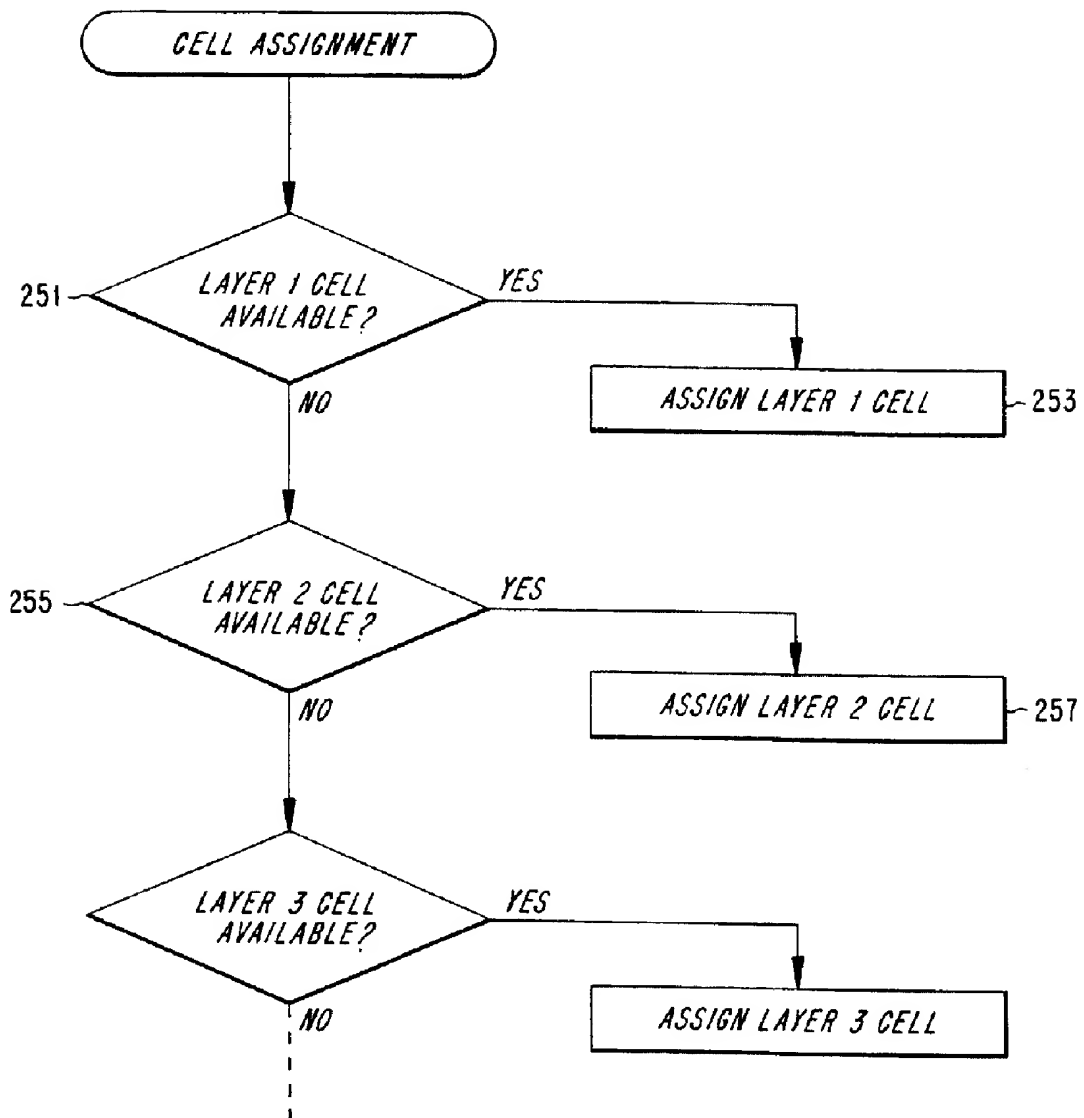 CELL ASSIGNMENT
251
LAYER 1 CELL
AVAILABLE?
YES
NO
ASSIGN LAYER 1 CELL
253
255
LAYER 2 CELL
AVAILABLE?
YES
NO
ASSIGN LAYER 2 CELL
257
LAYER 3 CELL
AVAILABLE?
YES
NO
ASSIGN LAYER 3 CELL